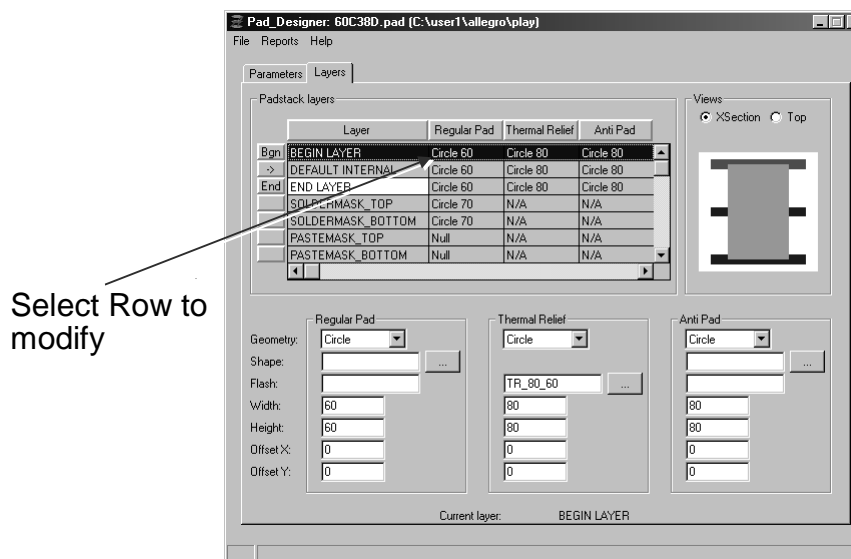 Pad_Designer: 60C38D.pad (C:\user1\allegro\play)
File Reports Help
Parameters Layers
Padstack layers
Layer Regular Pad Thermal Relief Anti Pad
Bgn BEGIN LAYER Circle 60 Circle 80 Circle 80
-> DEFAULT INTERNAL Circle 60 Circle 80 Circle 80
End END LAYER Circle 60 Circle 80 Circle 80
SOLDERMASK_TOP Circle 70 N/A N/A
SOLDERMASK_BOTTOM Circle 70 N/A N/A
PASTEMASK_TOP Null N/A N/A
PASTEMASK_BOTTOM Null N/A N/A
Views
XSection Top
Select Row to
modify
Regular Pad Thermal Relief Anti Pad
Geometry: Circle Circle Circle
Shape: ... ...
Flash: TR_80_60 ...
Width: 60 80 80
Height: 60 80 80
Offset X: 0 0 0
Offset Y: 0 0 0
Current layer: BEGIN LAYER